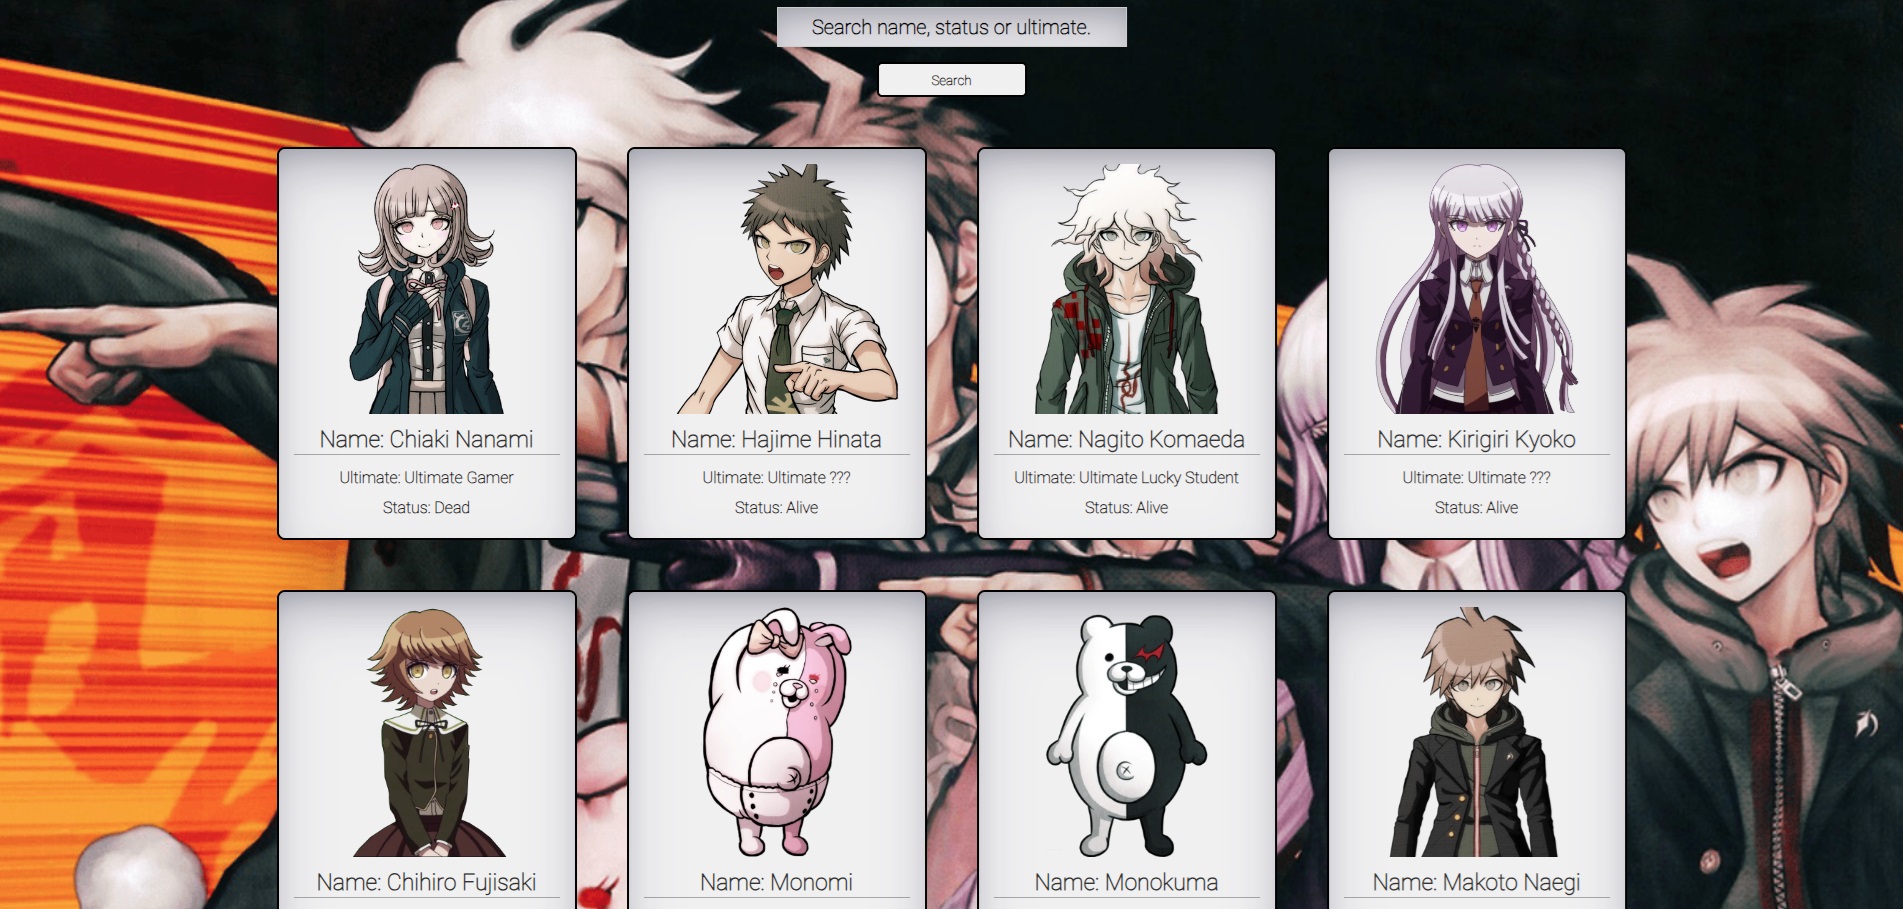 Search name, status or ultimate.
Search
Name: Chiaki Nanami
Ultimate: Ultimate Gamer
Status: Dead
Name: Hajime Hinata
Ultimate: Ultimate ???
Status: Alive
Name: Nagito Komaeda
Ultimate: Ultimate Lucky Student
Status: Alive
Name: Kirigiri Kyoko
Ultimate: Ultimate ???
Status: Alive
Name: Chihiro Fujisaki
Name: Monomi
Name: Monokuma
Name: Makoto Naegi